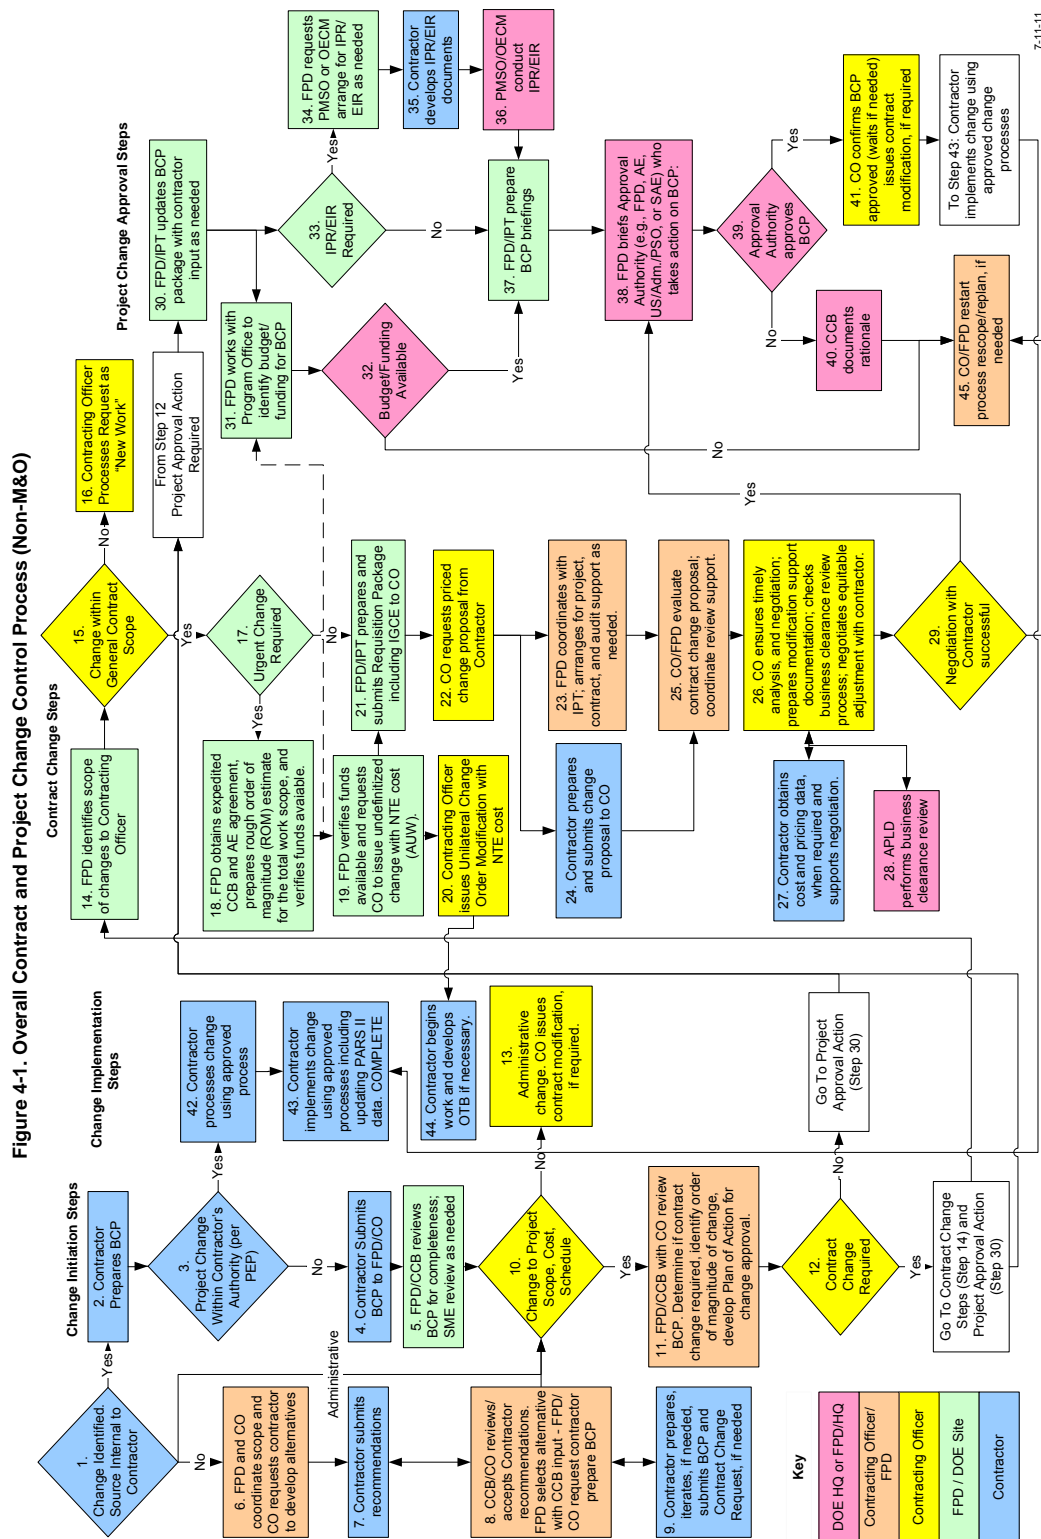 Figure 4-1. Overall Contract and Project Change Control Process (Non-M&O)
Change Initiation Steps
1.
Change Identified.
Source Internal to
Contractor
Yes
No
Administrative
2. Contractor
Prepares BCP
3.
Project Change
Within Contractor's
Authority (per
PEP)
Yes
No
4. Contractor Submits
BCP to FPD/CO
5. FPD/CCB reviews
BCP for completeness;
SME review as needed
6. FPD and CO
coordinate scope and
CO requests contractor
to develop alternatives
7. Contractor submits
recommendations
8. CCB/CO reviews/
accepts Contractor
recommendations.
FPD selects alternative
with CCB input - FPD/
CO request contractor
prepare BCP
9. Contractor prepares,
iterates, if needed,
submits BCP and
Contract Change
Request, if needed
10.
Change to Project
Scope, Cost,
Schedule
No
Yes
11. FPD/CCB with CO review
BCP. Determine if contract
change required, identify order
of magnitude of change,
develop Plan of Action for
change approval.
12.
Contract
Change
Required
No
Yes
Go To Contract Change
Steps (Step 14) and
Project Approval Action
(Step 30)
Go To Project
Approval Action
(Step 30)
Change Implementation
Steps
42. Contractor
processes change
using approved
process
43. Contractor
implements change
using approved
processes including
updating PARS II
data. COMPLETE
44. Contractor begins
work and develops
OTB if necessary.
13.
Administrative
change. CO issues
contract modification,
if required.
Contract Change Steps
14. FPD identifies scope
of changes to Contracting
Officer
15.
Change within
General Contract
Scope
No
Yes
16. Contracting Officer
Processes Request as
“New Work”
17.
Urgent Change
Required
Yes
No
18. FPD obtains expedited
CCB and AE agreement,
prepares rough order of
magnitude (ROM) estimate
for the total work scope, and
verifies funds available.
19. FPD verifies funds
available and requests
CO to issue undefinitized
change with NTE cost
(AUW).
20. Contracting Officer
issues Unilateral Change
Order Modification with
NTE cost
21. FPD/IPT prepares and
submits Requisition Package
including IGCE to CO
22. CO requests priced
change proposal from
Contractor
23. FPD coordinates with
IPT; arranges for project,
contract, and audit support as
needed.
24. Contractor prepares
and submits change
proposal to CO
25. CO/FPD evaluate
contract change proposal;
coordinate review support.
26. CO ensures timely
analysis, and negotiation;
prepares modification support
documentation; checks
business clearance review
process; negotiates equitable
adjustment with contractor.
27. Contractor obtains
cost and pricing data,
when required and
supports negotiation.
28. APLD
performs business
clearance review
29.
Negotiation with
Contractor
successful
Yes
Project Change Approval Steps
From Step 12
Project Approval Action
Required
30. FPD/IPT updates BCP
package with contractor
input as needed
31. FPD works with
Program Office to
identify budget/
funding for BCP
32.
Budget/Funding
Available
Yes
No
33.
IPR/EIR
Required
Yes
No
34. FPD requests
PMSO or OECM
arrange for IPR/
EIR as needed
35. Contractor
develops IPR/EIR
documents
36. PMSO/OECM
conduct
IPR/EIR
37. FPD/IPT prepare
BCP briefings
38. FPD briefs Approval
Authority (e.g., FPD, AE,
US/Adm./PSO, or SAE) who
takes action on BCP:
39.
Approval
Authority
approves
BCP
No
Yes
40. CCB
documents
rationale
41. CO confirms BCP
approved (waits if needed)
issues contract
modification, if required
To Step 43: Contractor
implements change using
approved change
processes
45. CO/FPD restart
process rescope/replan, if
needed
Key
DOE HQ or FPD/HQ
Contracting Officer/
FPD
Contracting Officer
FPD / DOE Site
Contractor
7-11-11